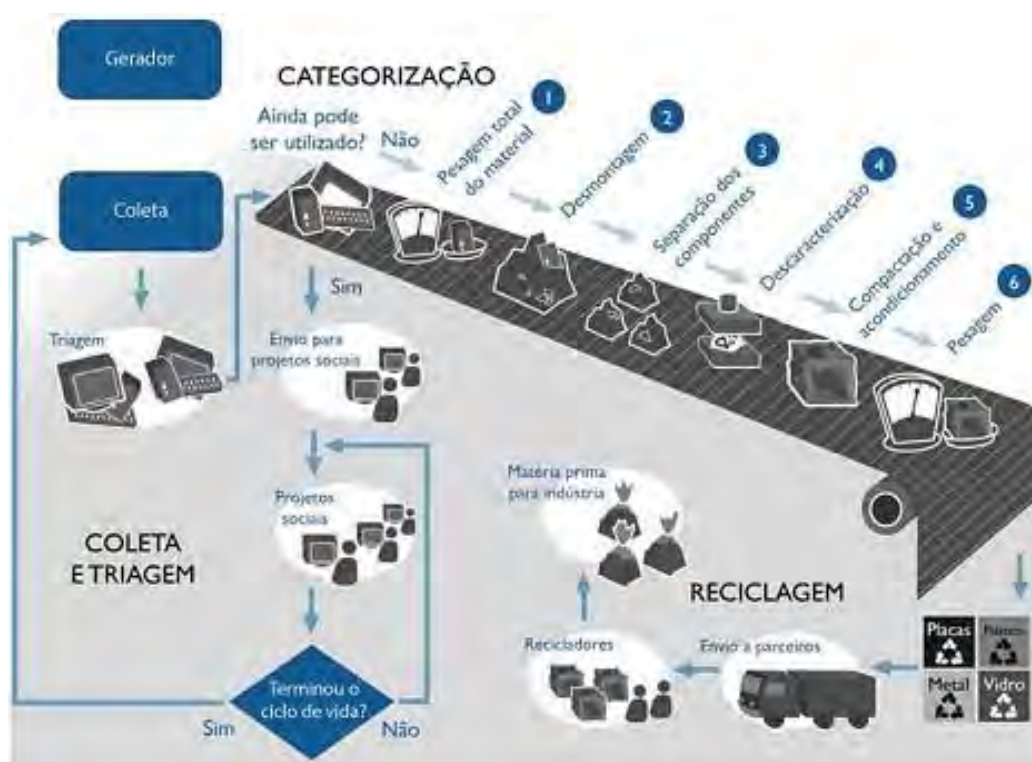 Gerador
CATEGORIZAÇÃO
Ainda pode
ser utilizado?
Não
1
Pesagem total
do material
2
Desmontagem
3
Separação dos
componentes
4
Descaracterização
5
Compactação e
acondicionamento
6
Pesagem
Coleta
Sim
Triagem
Envio para
projetos sociais
Projetos
sociais
COLETA
E TRIAGEM
Terminou o
ciclo de vida?
Sim
Não
Matéria prima
para indústria
RECICLAGEM
Recicladores
Envio a parceiros
Placas
Metal
Vidro